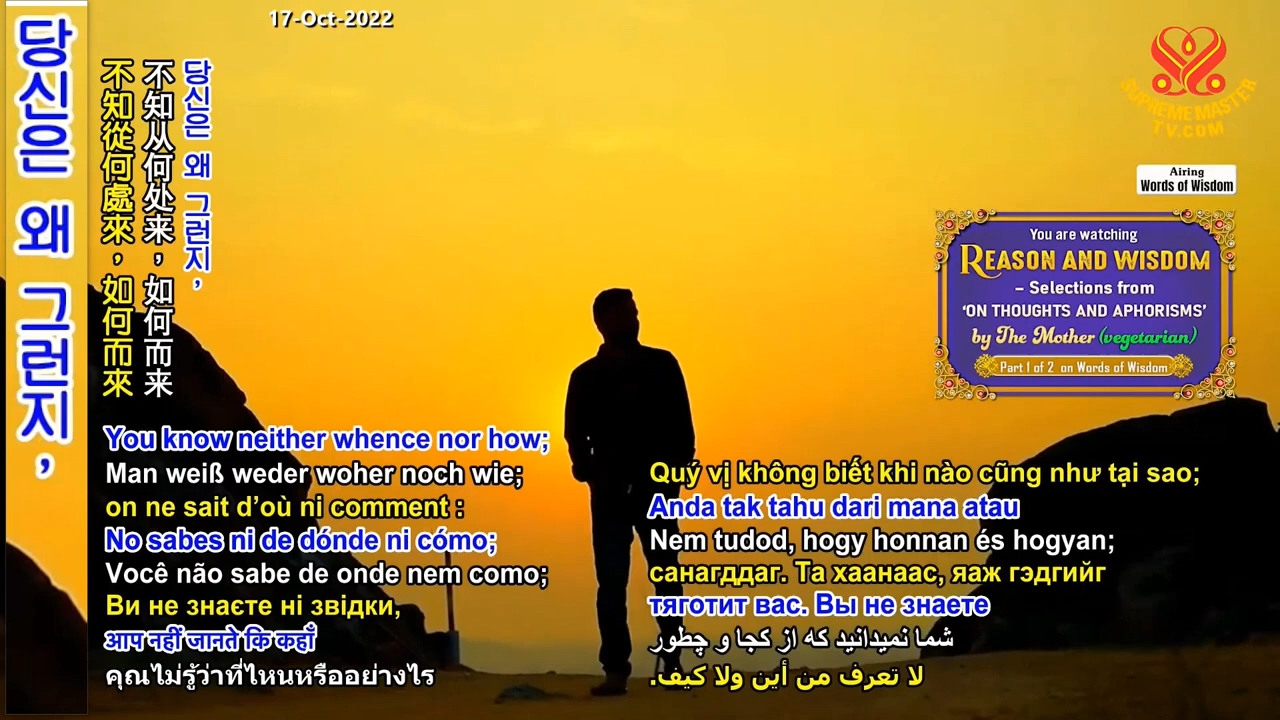 17-Oct-2022
당신은 왜 그런지,
不知從何處來，如何而來
不知从何处来，如何而来
당신은 왜 그런지,
SUPREME MASTER
TV.COM
Airing
Words of Wisdom
You are watching
REASON AND WISDOM
– Selections from
‘ON THOUGHTS AND APHORISMS’
by The Mother (vegetarian)
Part 1 of 2 on Words of Wisdom
You know neither whence nor how;
Man weiß weder woher noch wie;
on ne sait d’où ni comment :
No sabes ni de dónde ni cómo;
Você não sabe de onde nem como;
Ви не знаєте ні звідки,
आप नहीं जानते कि कहाँ
คุณไม่รู้ว่าที่ไหนหรืออย่างไร
Quý vị không biết khi nào cũng như tại sao;
Anda tak tahu dari mana atau
Nem tudod, hogy honnan és hogyan;
санагддаг. Та хаанаас, яаж гэдгийг
тяготит вас. Вы не знаете
شما نمیدانید که از کجا و چطور
لا تعرف من أين ولا كيف.